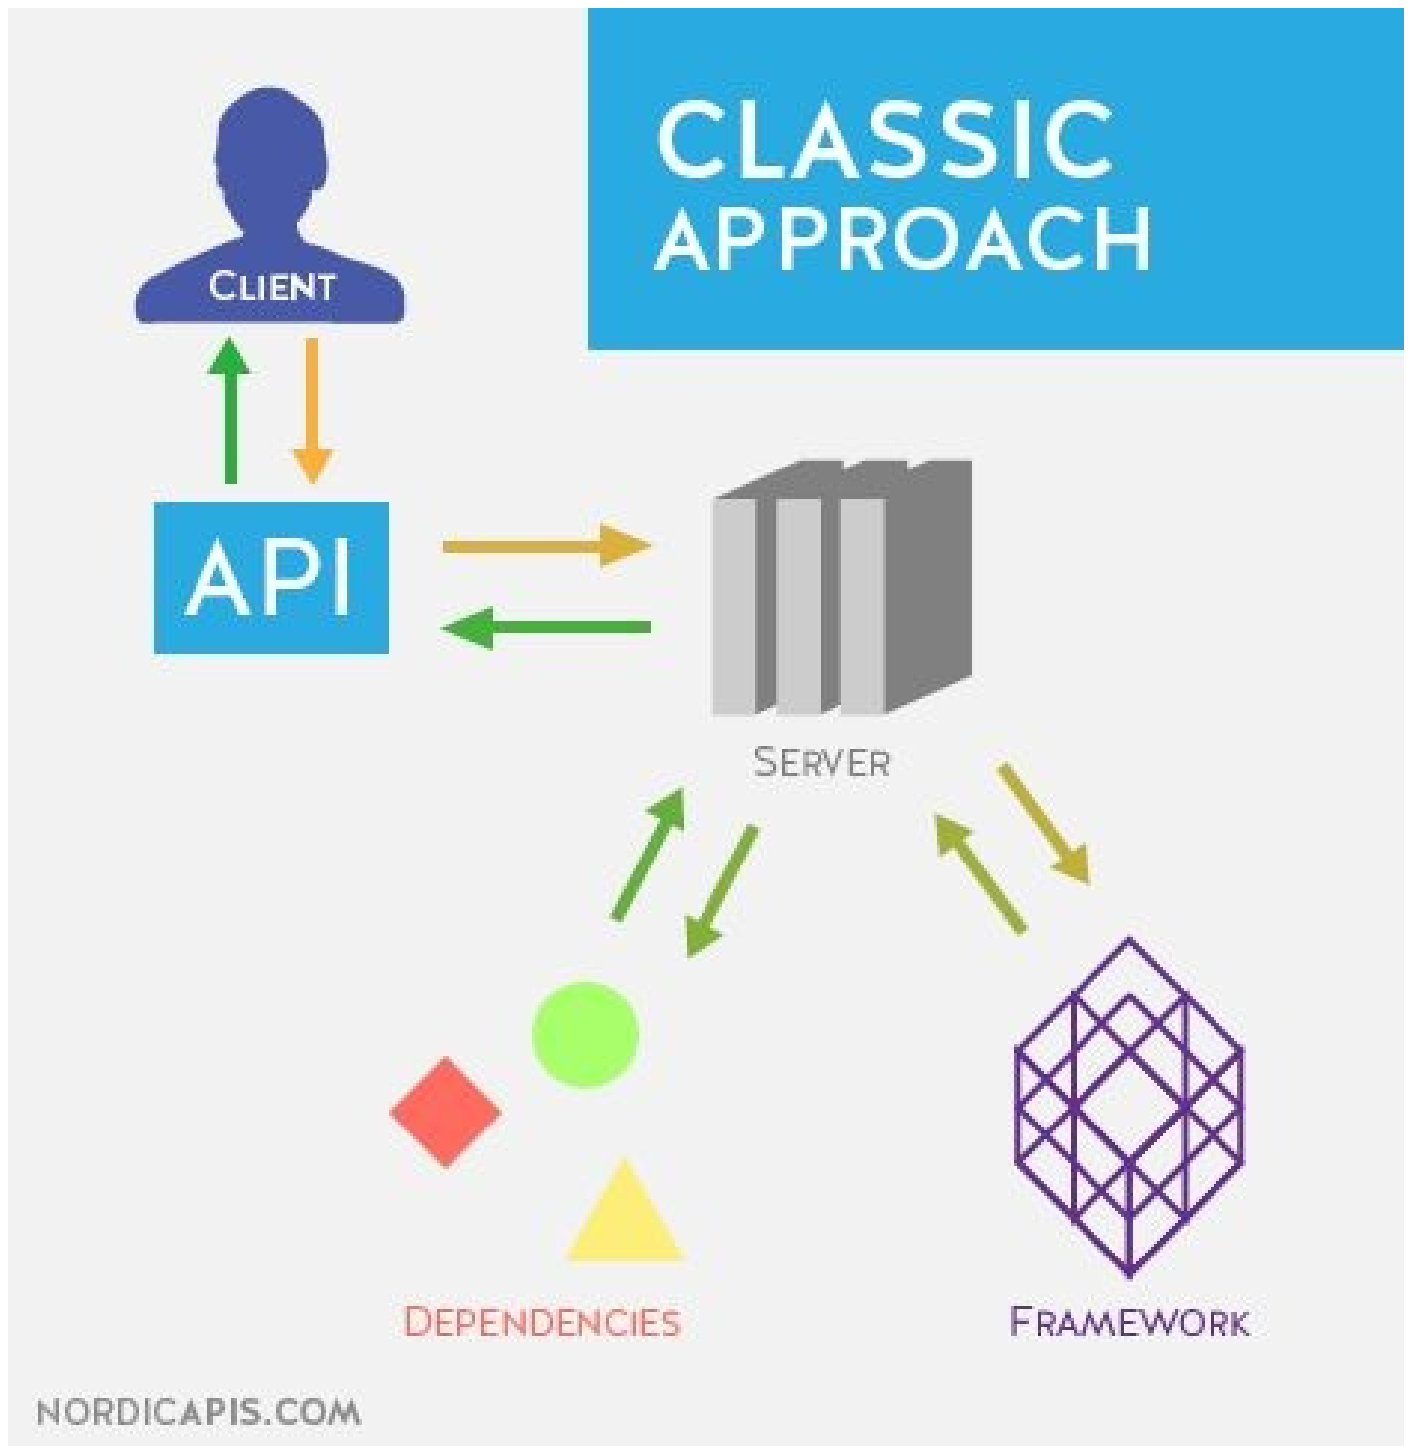 CLASSIC
APPROACH
CLIENT
API
SERVER
DEPENDENCIES
FRAMEWORK
NORDICAPIS.COM